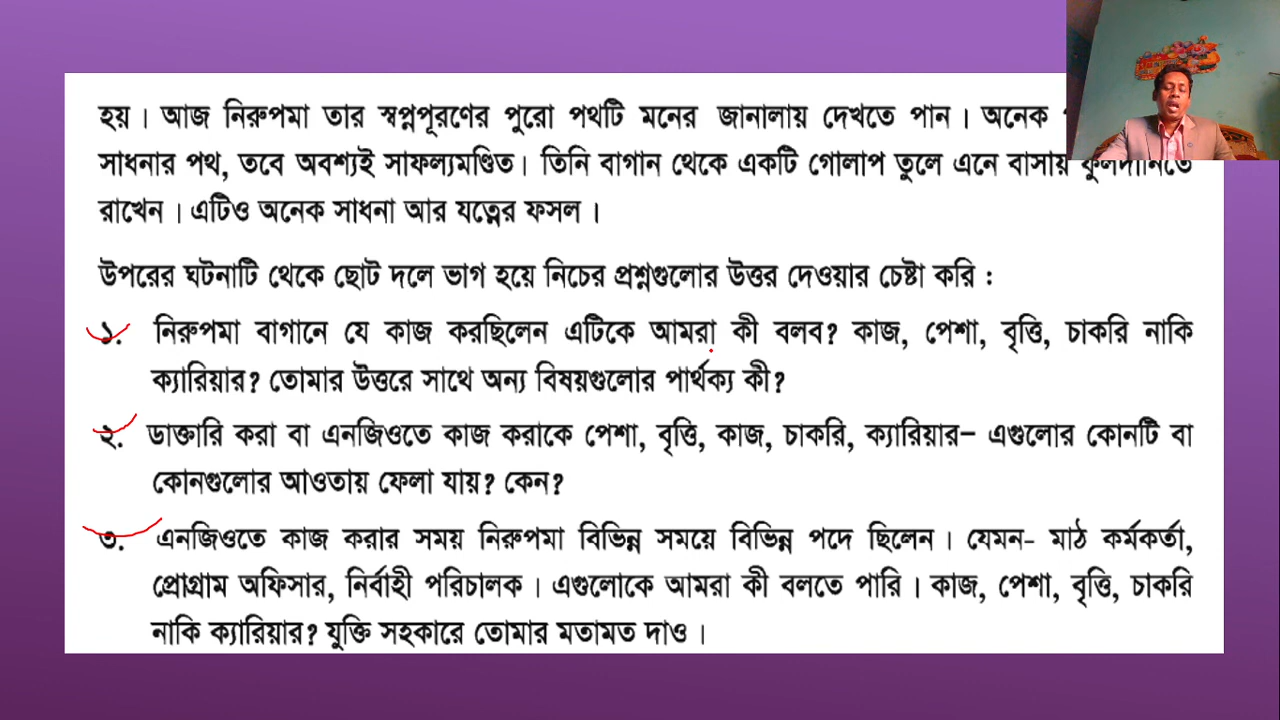 হয়। আজ নিরুপমা তার স্বপ্নপূরণের পুরো পথটি মনের জানালায় দেখতে পান। অনেক
সাধনার পথ, তবে অবশ্যই সাফল্যমণ্ডিত। তিনি বাগান থেকে একটি গোলাপ তুলে এনে বাসায় ফুলদানিতে
রাখেন। এটিও অনেক সাধনা আর যত্নের ফসল।
উপরের ঘটনাটি থেকে ছোট দলে ভাগ হয়ে নিচের প্রশ্নগুলোর উত্তর দেওয়ার চেষ্টা করি :
১. নিরুপমা বাগানে যে কাজ করছিলেন এটিকে আমরা কী বলব? কাজ, পেশা, বৃত্তি, চাকরি নাকি
ক্যারিয়ার? তোমার উত্তরে সাথে অন্য বিষয়গুলোর পার্থক্য কী?
২. ডাক্তারি করা বা এনজিওতে কাজ করাকে পেশা, বৃত্তি, কাজ, চাকরি, ক্যারিয়ার– এগুলোর কোনটি বা
কোনগুলোর আওতায় ফেলা যায়? কেন?
৩. এনজিওতে কাজ করার সময় নিরুপমা বিভিন্ন সময়ে বিভিন্ন পদে ছিলেন। যেমন- মাঠ কর্মকর্তা,
প্রোগ্রাম অফিসার, নির্বাহী পরিচালক। এগুলোকে আমরা কী বলতে পারি। কাজ, পেশা, বৃত্তি, চাকরি
নাকি ক্যারিয়ার? যুক্তি সহকারে তোমার মতামত দাও।